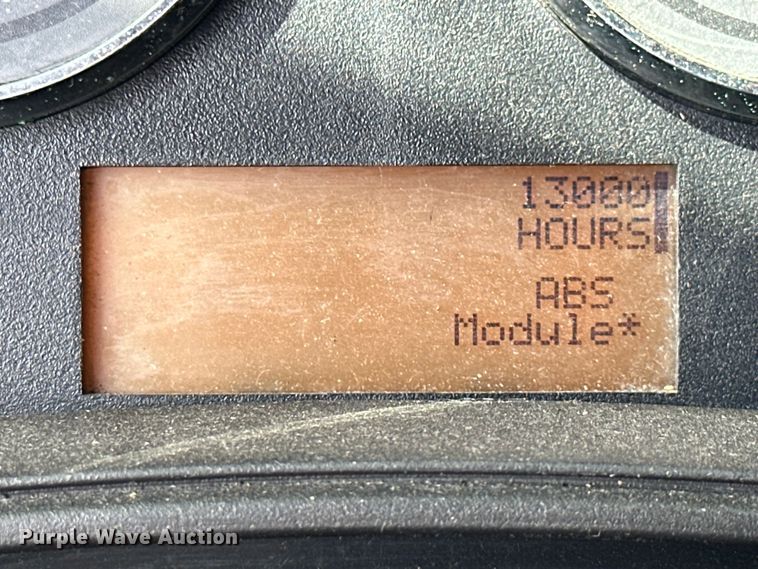 13000
HOURS
ABS
Module*
Purple Wave Auction